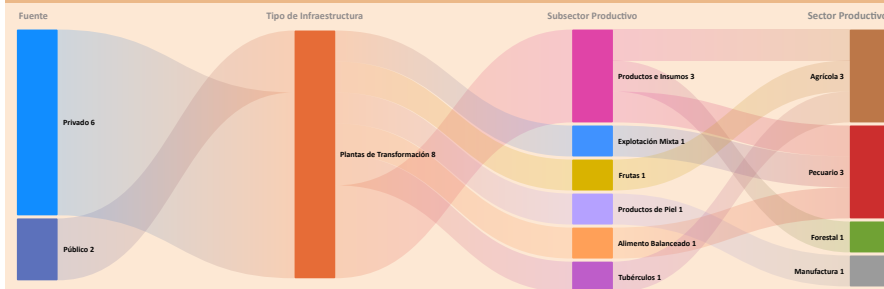 Fuente
Tipo de Infraestructura
Subsector Productivo
Sector Productivo
Privado 6
Público 2
Plantas de Transformación 8
Productos e Insumos 3
Explotación Mixta 1
Frutas 1
Productos de Piel 1
Alimento Balanceado 1
Tubérculos 1
Agrícola 3
Pecuario 3
Forestal 1
Manufactura 1